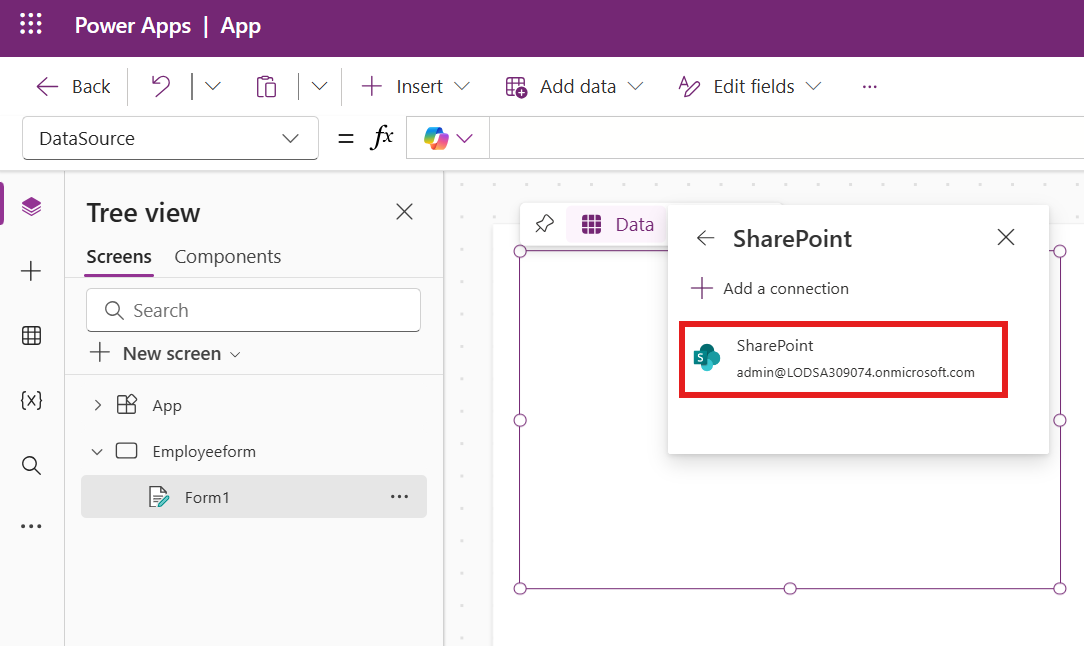 Power Apps | App
Back
Insert
Add data
Edit fields
...
DataSource
= fx
Tree view
Screens
Components
Search
New screen
App
Employeeform
Form1
...
Data
SharePoint
Add a connection
S
SharePoint
admin@LODSA309074.onmicrosoft.com
{x}
...